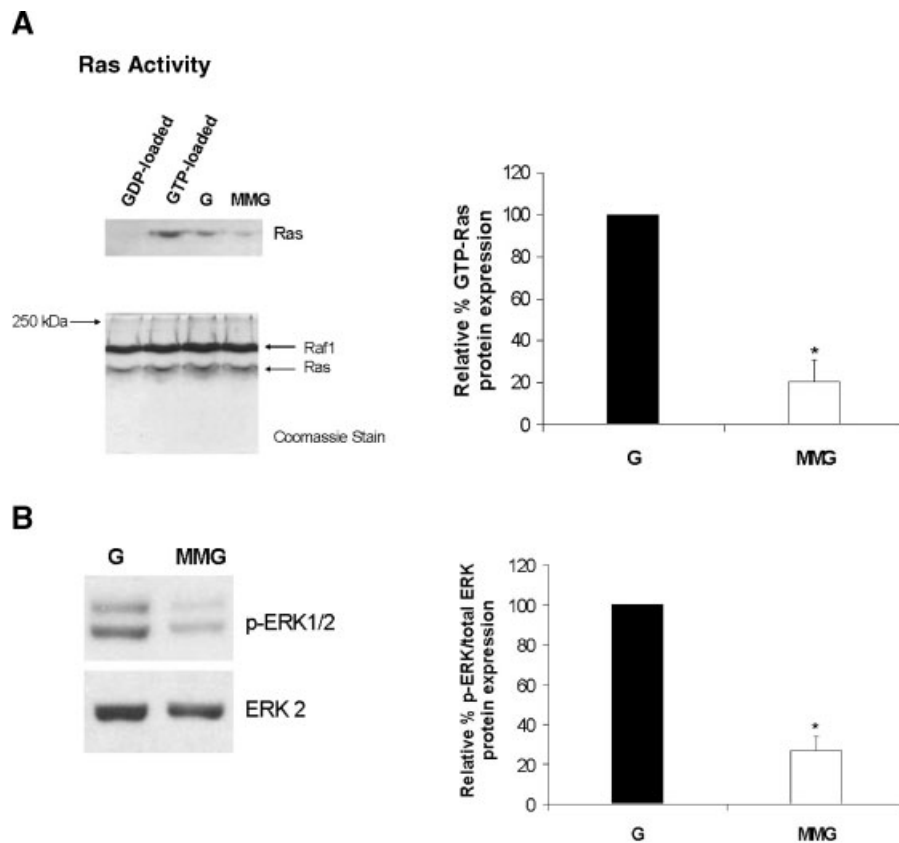 A
Ras Activity
GDP-loaded
GTP-loaded
G
MMG
Ras
250 kDa
Raf1
Ras
Coomassie Stain
Relative % GTP-Ras
protein expression
120
100
80
60
40
20
0
*
G
MMG
B
G
MMG
p-ERK1/2
ERK 2
Relative % p-ERK/total ERK
protein expression
120
100
80
60
40
20
0
*
G
MMG